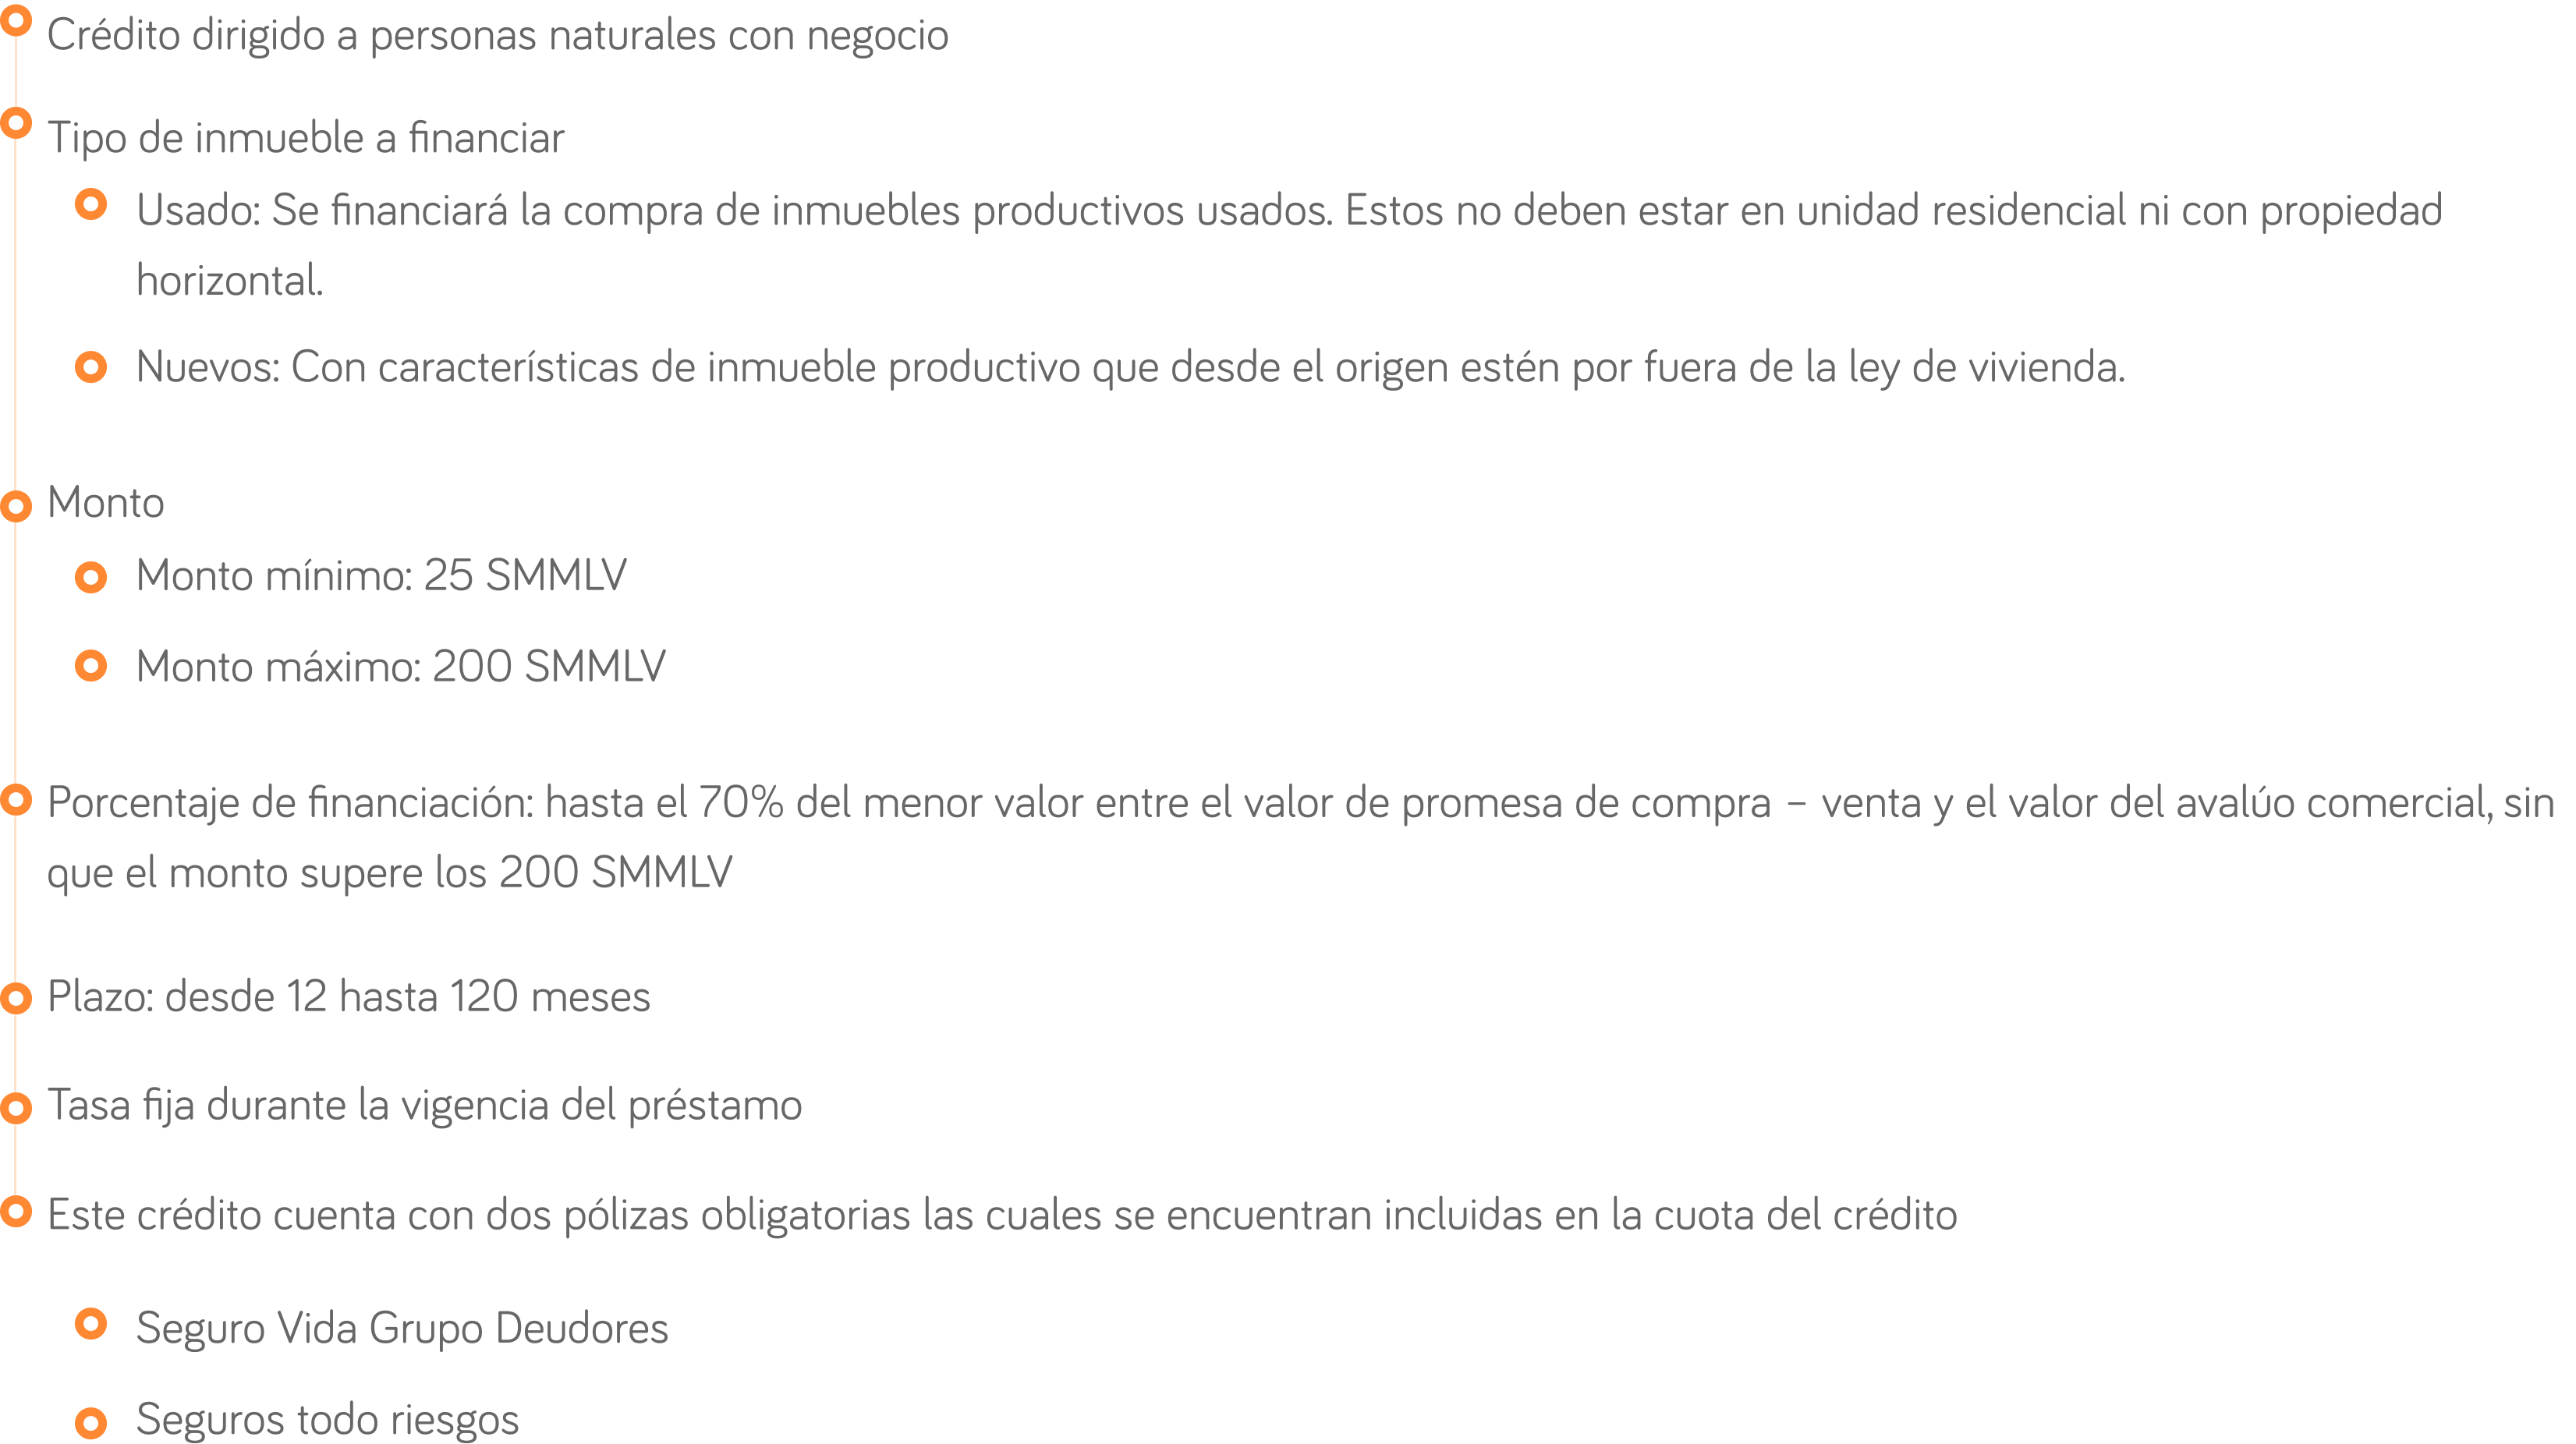 Crédito dirigido a personas naturales con negocio
Tipo de inmueble a financiar
Usado: Se financiará la compra de inmuebles productivos usados. Estos no deben estar en unidad residencial ni con propiedad
horizontal.
Nuevos: Con características de inmueble productivo que desde el origen estén por fuera de la ley de vivienda.
Monto
Monto mínimo: 25 SMMLV
Monto máximo: 200 SMMLV
Porcentaje de financiación: hasta el 70% del menor valor entre el valor de promesa de compra – venta y el valor del avalúo comercial, sin
que el monto supere los 200 SMMLV
Plazo: desde 12 hasta 120 meses
Tasa fija durante la vigencia del préstamo
Este crédito cuenta con dos pólizas obligatorias las cuales se encuentran incluidas en la cuota del crédito
Seguro Vida Grupo Deudores
Seguros todo riesgos